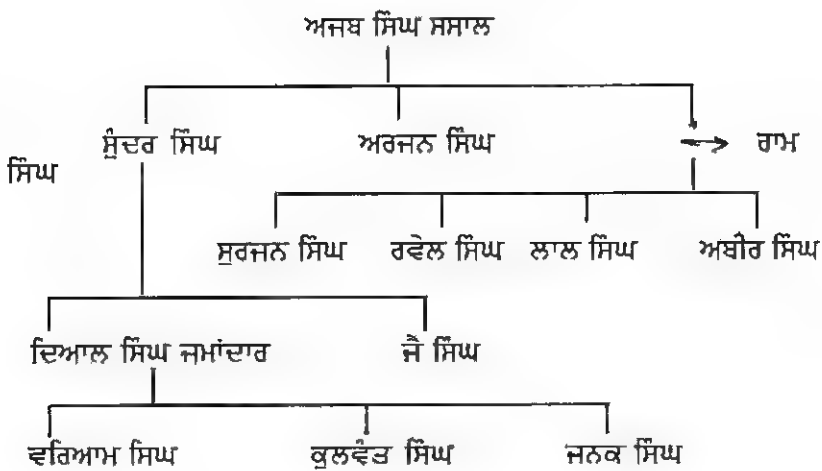 ਅਜਬ ਸਿੰਘ ਸਸਾਲ
ਸੁੰਦਰ ਸਿੰਘ ਅਰਜਨ ਸਿੰਘ ਰਾਮ
ਸਿੰਘ
ਸੁਰਜਨ ਸਿੰਘ ਰਵੇਲ ਸਿੰਘ ਲਾਲ ਸਿੰਘ ਅਬੀਰ ਸਿੰਘ
ਦਿਆਲ ਸਿੰਘ ਜਮਾਂਦਾਰ ਜੈ ਸਿੰਘ
ਵਰਿਆਮ ਸਿਘ ਕੁਲਵੰਤ ਸਿੰਘ ਜਨਕ ਸਿੰਘ